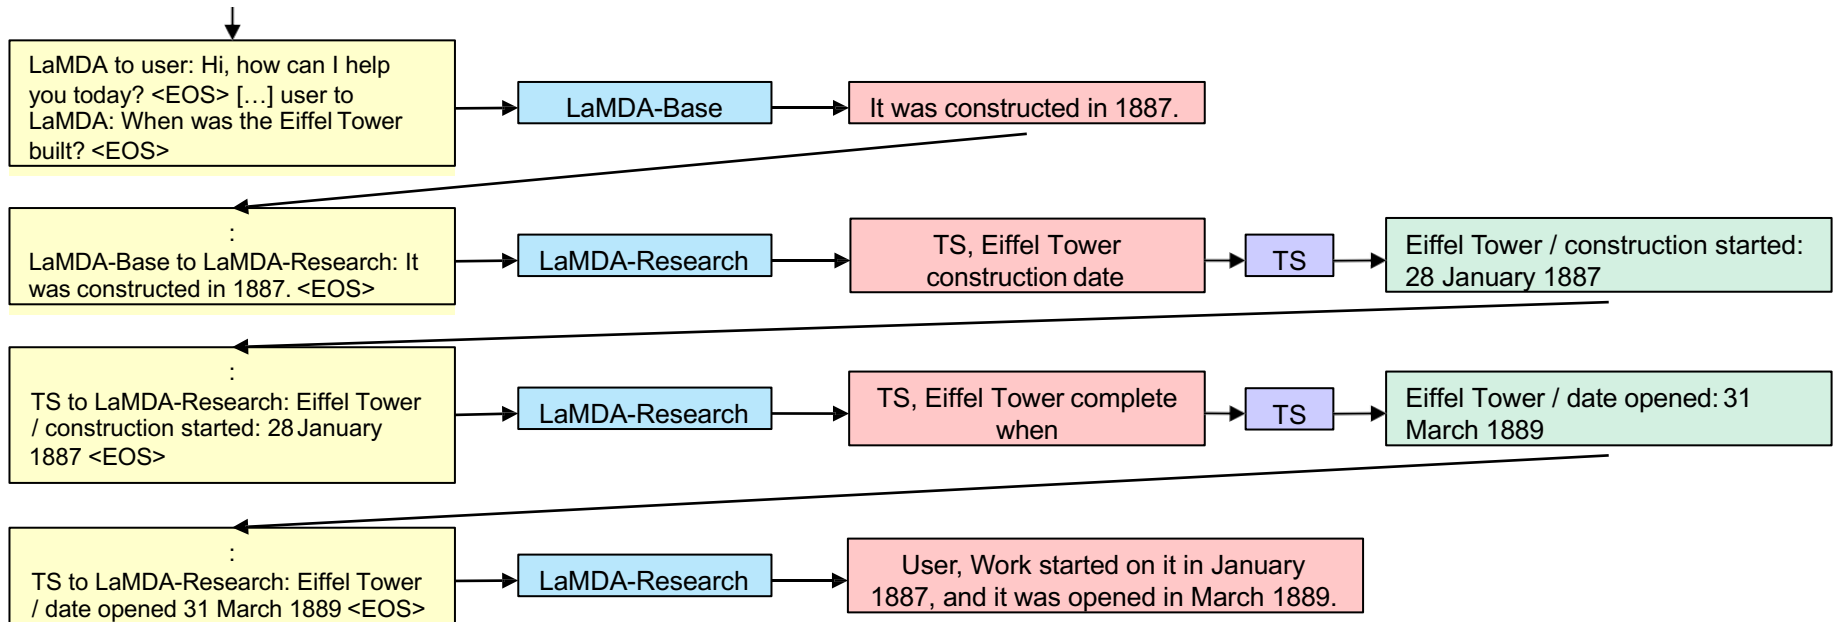 LaMDA to user: Hi, how can I help
you today? <EOS> […] user to
LaMDA: When was the Eiffel Tower
built? <EOS>
LaMDA-Base
It was constructed in 1887.
:
LaMDA-Base to LaMDA-Research: It
was constructed in 1887. <EOS>
LaMDA-Research
TS, Eiffel Tower
construction date
TS
Eiffel Tower / construction started:
28 January 1887
:
TS to LaMDA-Research: Eiffel Tower
/ construction started: 28 January
1887 <EOS>
LaMDA-Research
TS, Eiffel Tower complete
when
TS
Eiffel Tower / date opened: 31
March 1889
:
TS to LaMDA-Research: Eiffel Tower
/ date opened 31 March 1889 <EOS>
LaMDA-Research
User, Work started on it in January
1887, and it was opened in March 1889.